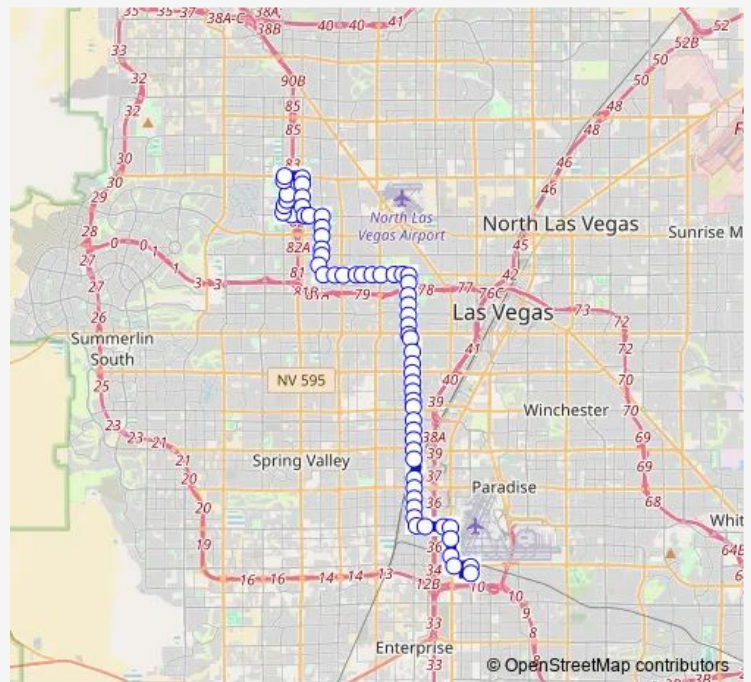 35 35 37 38A-C 38A 40 40 41 52
38B 52B
33 50
32 90B 50
32 85 48
85 48
83 46
30
30 46
29
North Las
Vegas Airport
North Las Vegas
Sunrise M
28 0 0 1 82A 45
27 1 3 3 81 42
79 78 77 76C 73
27 72
26 Las Vegas 72
Summerlin
South
41
25 NV 595 40 70
39 Winchester 70
23 23 21 38A 69
21 Spring Valley 39 69
20 37 Paradise 68
20 36 Whit
19 36 64E
16 16 14 14 13 34
12B 10 10
33 9
Enterprise 8
33
© OpenStreetMap contributors